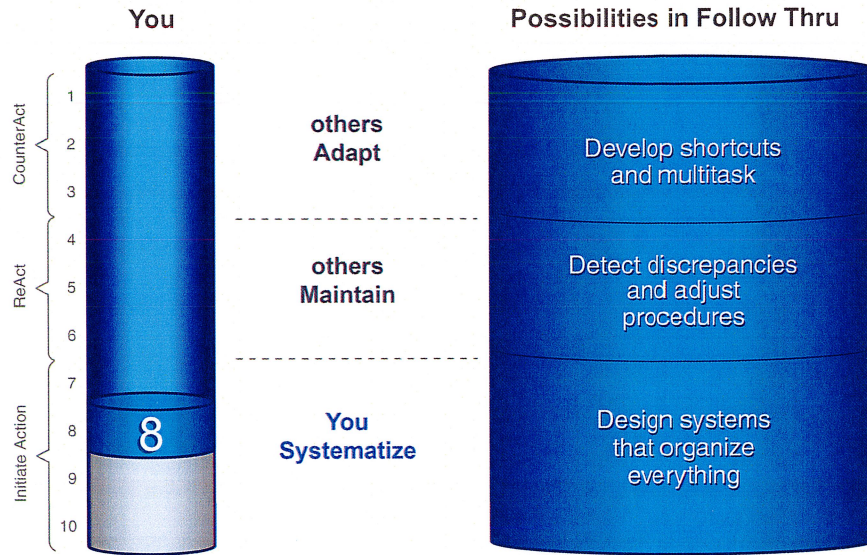 You
Possibilities in Follow Thru
CounterAct
1
2
3
others
Adapt
Develop shortcuts
and multitask
ReAct
4
5
6
others
Maintain
Detect discrepancies
and adjust
procedures
Initiate Action
7
8
9
10
8
You
Systematize
Design systems
that organize
everything